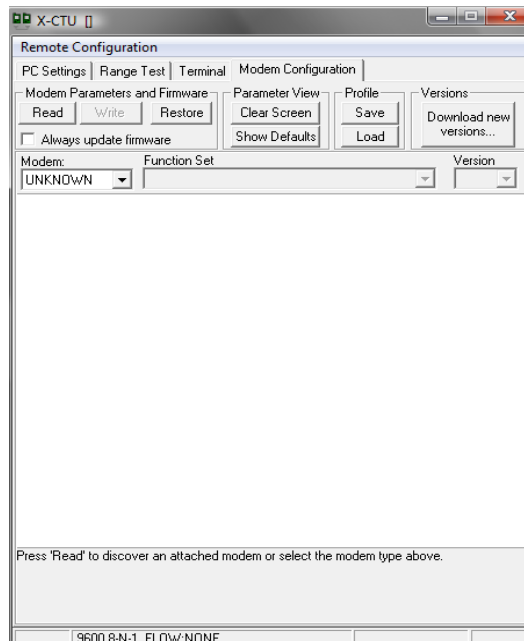 X-CTU []
Remote Configuration
PC Settings Range Test Terminal Modem Configuration
Modem Parameters and Firmware Parameter View Profile Versions
Read Write Restore Clear Screen Save Download new versions...
Always update firmware Show Defaults Load
Modem: Function Set Version
UNKNOWN
Press 'Read' to discover an attached modem or select the modem type above.
9600 8-N-1 FLOW:NONE